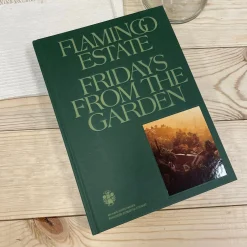 FLAMINGO
ESTATE
FRIDAYS
FROM THE
GARDEN